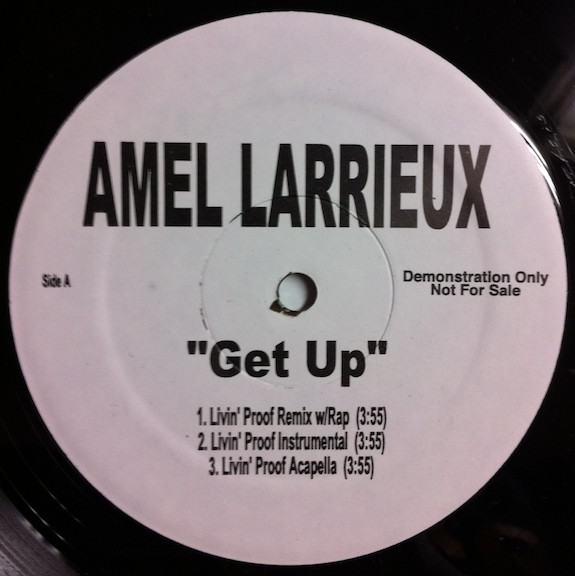 AMEL LARRIEUX
Side A
Demonstration Only
Not For Sale
"Get Up"
1. Livin' Proof Remix w/Rap (3:55)
2. Livin' Proof Instrumental (3:55)
3. Livin' Proof Acapella (3:55)